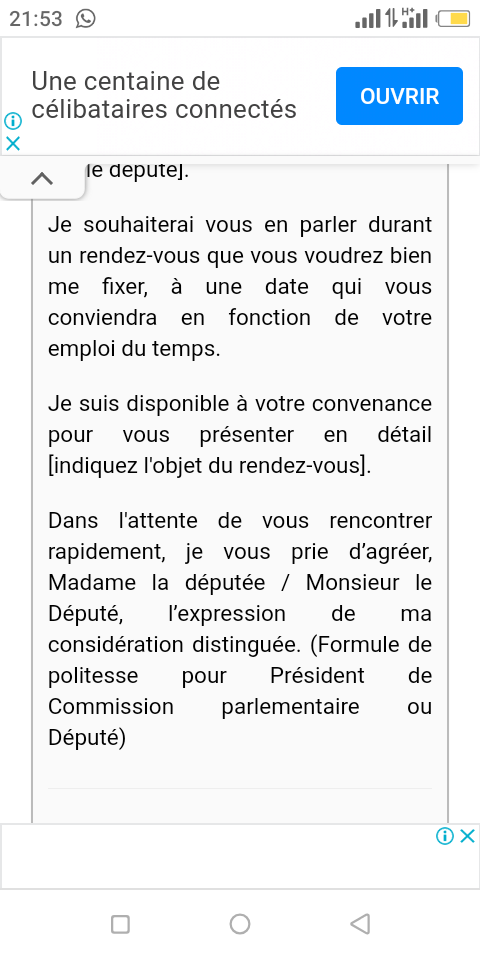 21:53
H+
Une centaine de
célibataires connectés
OUVRIR
le député].
Je souhaiterai vous en parler durant
un rendez-vous que vous voudrez bien
me fixer, à une date qui vous
conviendra en fonction de votre
emploi du temps.
Je suis disponible à votre convenance
pour vous présenter en détail
[indiquez l'objet du rendez-vous].
Dans l'attente de vous rencontrer
rapidement, je vous prie d’agréer,
Madame la députée / Monsieur le
Député, l’expression de ma
considération distinguée. (Formule de
politesse pour Président de
Commission parlementaire ou
Député)